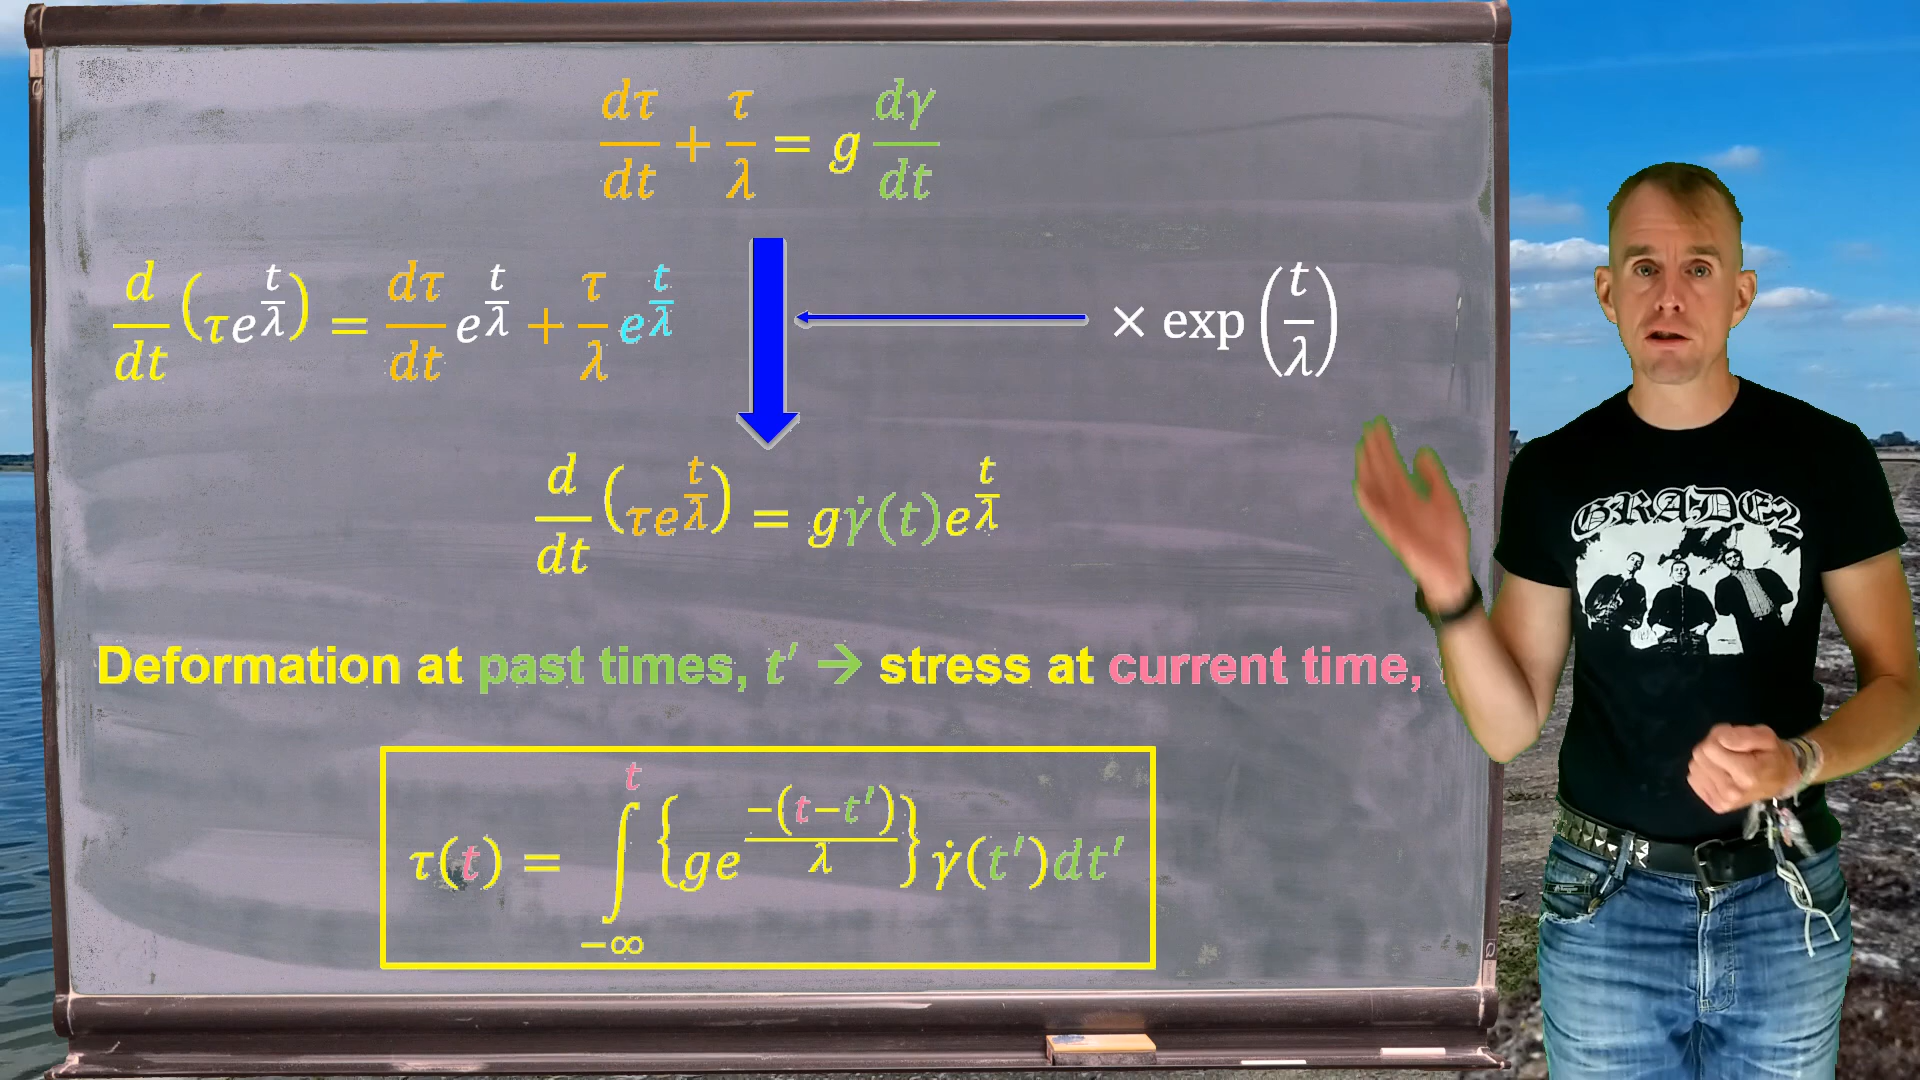 dτ/dt + τ/λ = g dγ/dt
d/dt (τe^(t/λ)) = dτ/dt e^(t/λ) + τ/λ e^(t/λ)
× exp(t/λ)
d/dt (τe^(t/λ)) = gγ̇(t)e^(t/λ)
Deformation at past times, t′ → stress at current time,
τ(t) = ∫_{−∞}^{t} {ge^(−(t−t′)/λ)} γ̇(t′)dt′
GRADE2